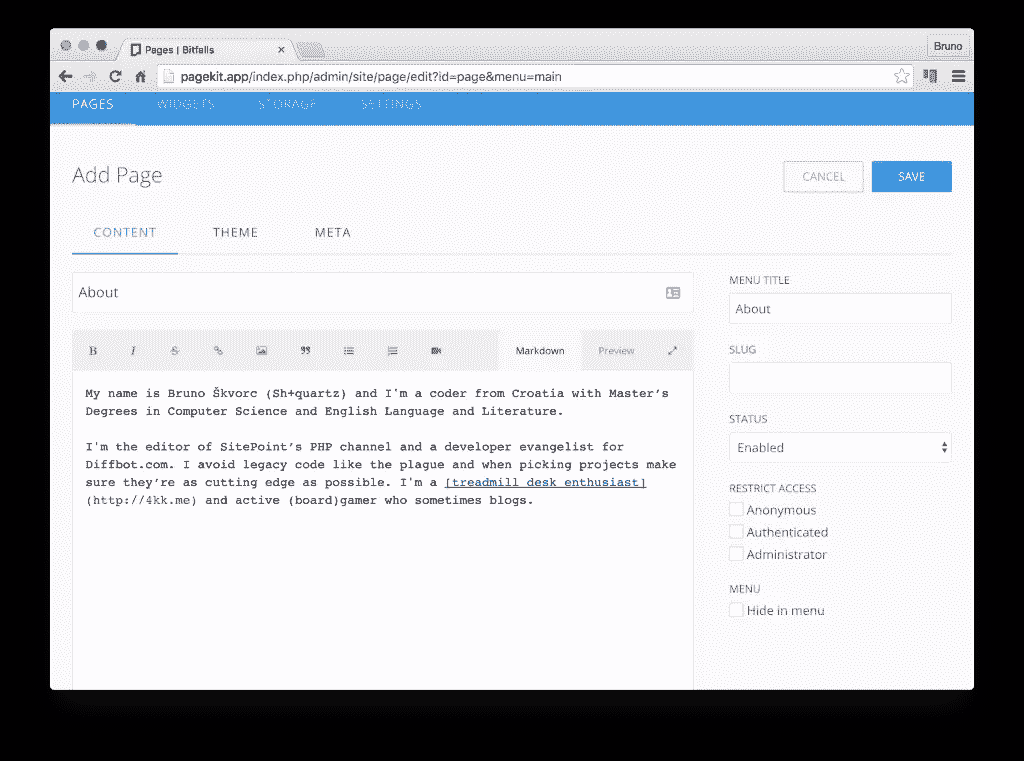 Pages | Bitfalls
Bruno
pagekit.app/index.php/admin/site/page/edit?id=page&menu=main
PAGES WIDGETS STORAGE SETTINGS
Add Page
CANCEL SAVE
CONTENT THEME META
About
B I S
Markdown Preview
My name is Bruno Škvorc (Sh+quartz) and I'm a coder from Croatia with Master's
Degrees in Computer Science and English Language and Literature.
I'm the editor of SitePoint's PHP channel and a developer evangelist for
Diffbot.com. I avoid legacy code like the plague and when picking projects make
sure they're as cutting edge as possible. I'm a [treadmill desk enthusiast]
(http://4kk.me) and active (board)gamer who sometimes blogs.
MENU TITLE
About
SLUG
STATUS
Enabled
RESTRICT ACCESS
Anonymous
Authenticated
Administrator
MENU
Hide in menu